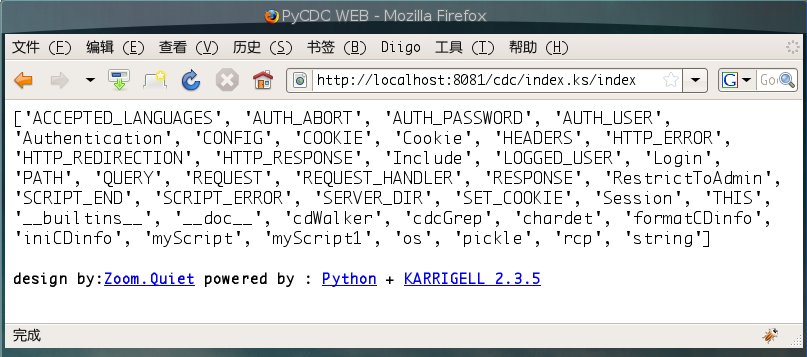 PyCDC WEB - Mozilla Firefox
文件 (F) 编辑 (E) 查看 (V) 历史 (S) 书签 (B) Diigo 工具 (T) 帮助 (H)
http://localhost:8081/cdc/index.ks/index G Goo
['ACCEPTED_LANGUAGES', 'AUTH_ABORT', 'AUTH_PASSWORD', 'AUTH_USER',
'Authentication', 'CONFIG', 'COOKIE', 'Cookie', 'HEADERS', 'HTTP_ERROR',
'HTTP_REDIRECTION', 'HTTP_RESPONSE', 'Include', 'LOGGED_USER', 'Login',
'PATH', 'QUERY', 'REQUEST', 'REQUEST_HANDLER', 'RESPONSE', 'RestrictToAdmin',
'SCRIPT_END', 'SCRIPT_ERROR', 'SERVER_DIR', 'SET_COOKIE', 'Session', 'THIS',
'__builtins__', '__doc__', 'cdWalker', 'cdcGrep', 'chardet', 'formatCDinfo',
'iniCDinfo', 'myScript', 'myScript1', 'os', 'pickle', 'rcp', 'string']
design by:Zoom.Quiet powered by : Python + KARRIGELL 2.3.5
完成